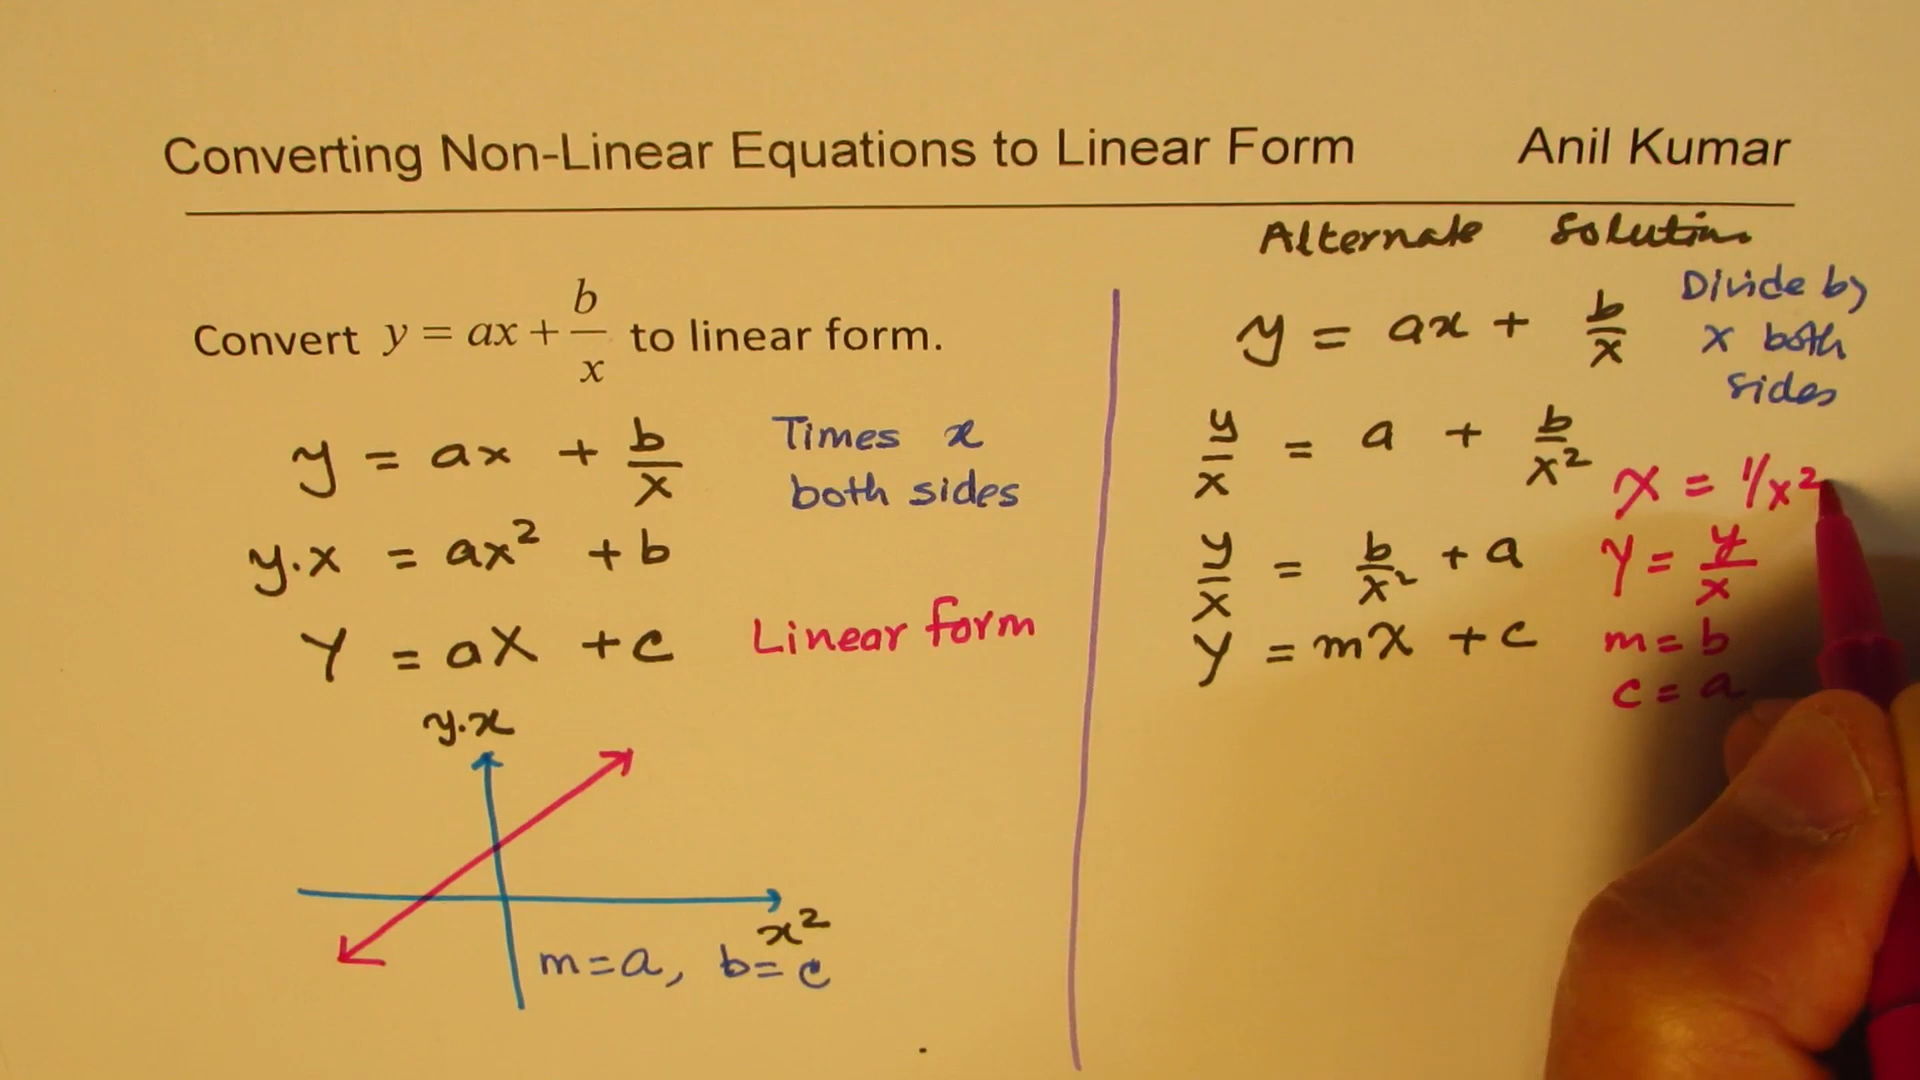 Converting Non-Linear Equations to Linear Form Anil Kumar
Convert y = ax + b/x to linear form.
y = ax + b/x
Times x
both sides
y.x = ax² + b
Y = aX + c
Linear form
y.x
x²
m=a, b=c
Alternate Solution
y = ax + b/x
Divide by
x both
sides
y/x = a + b/x²
X = 1/x²
y/x = b/x² + a
Y = y/x
Y = mX + c
m = b
c = a